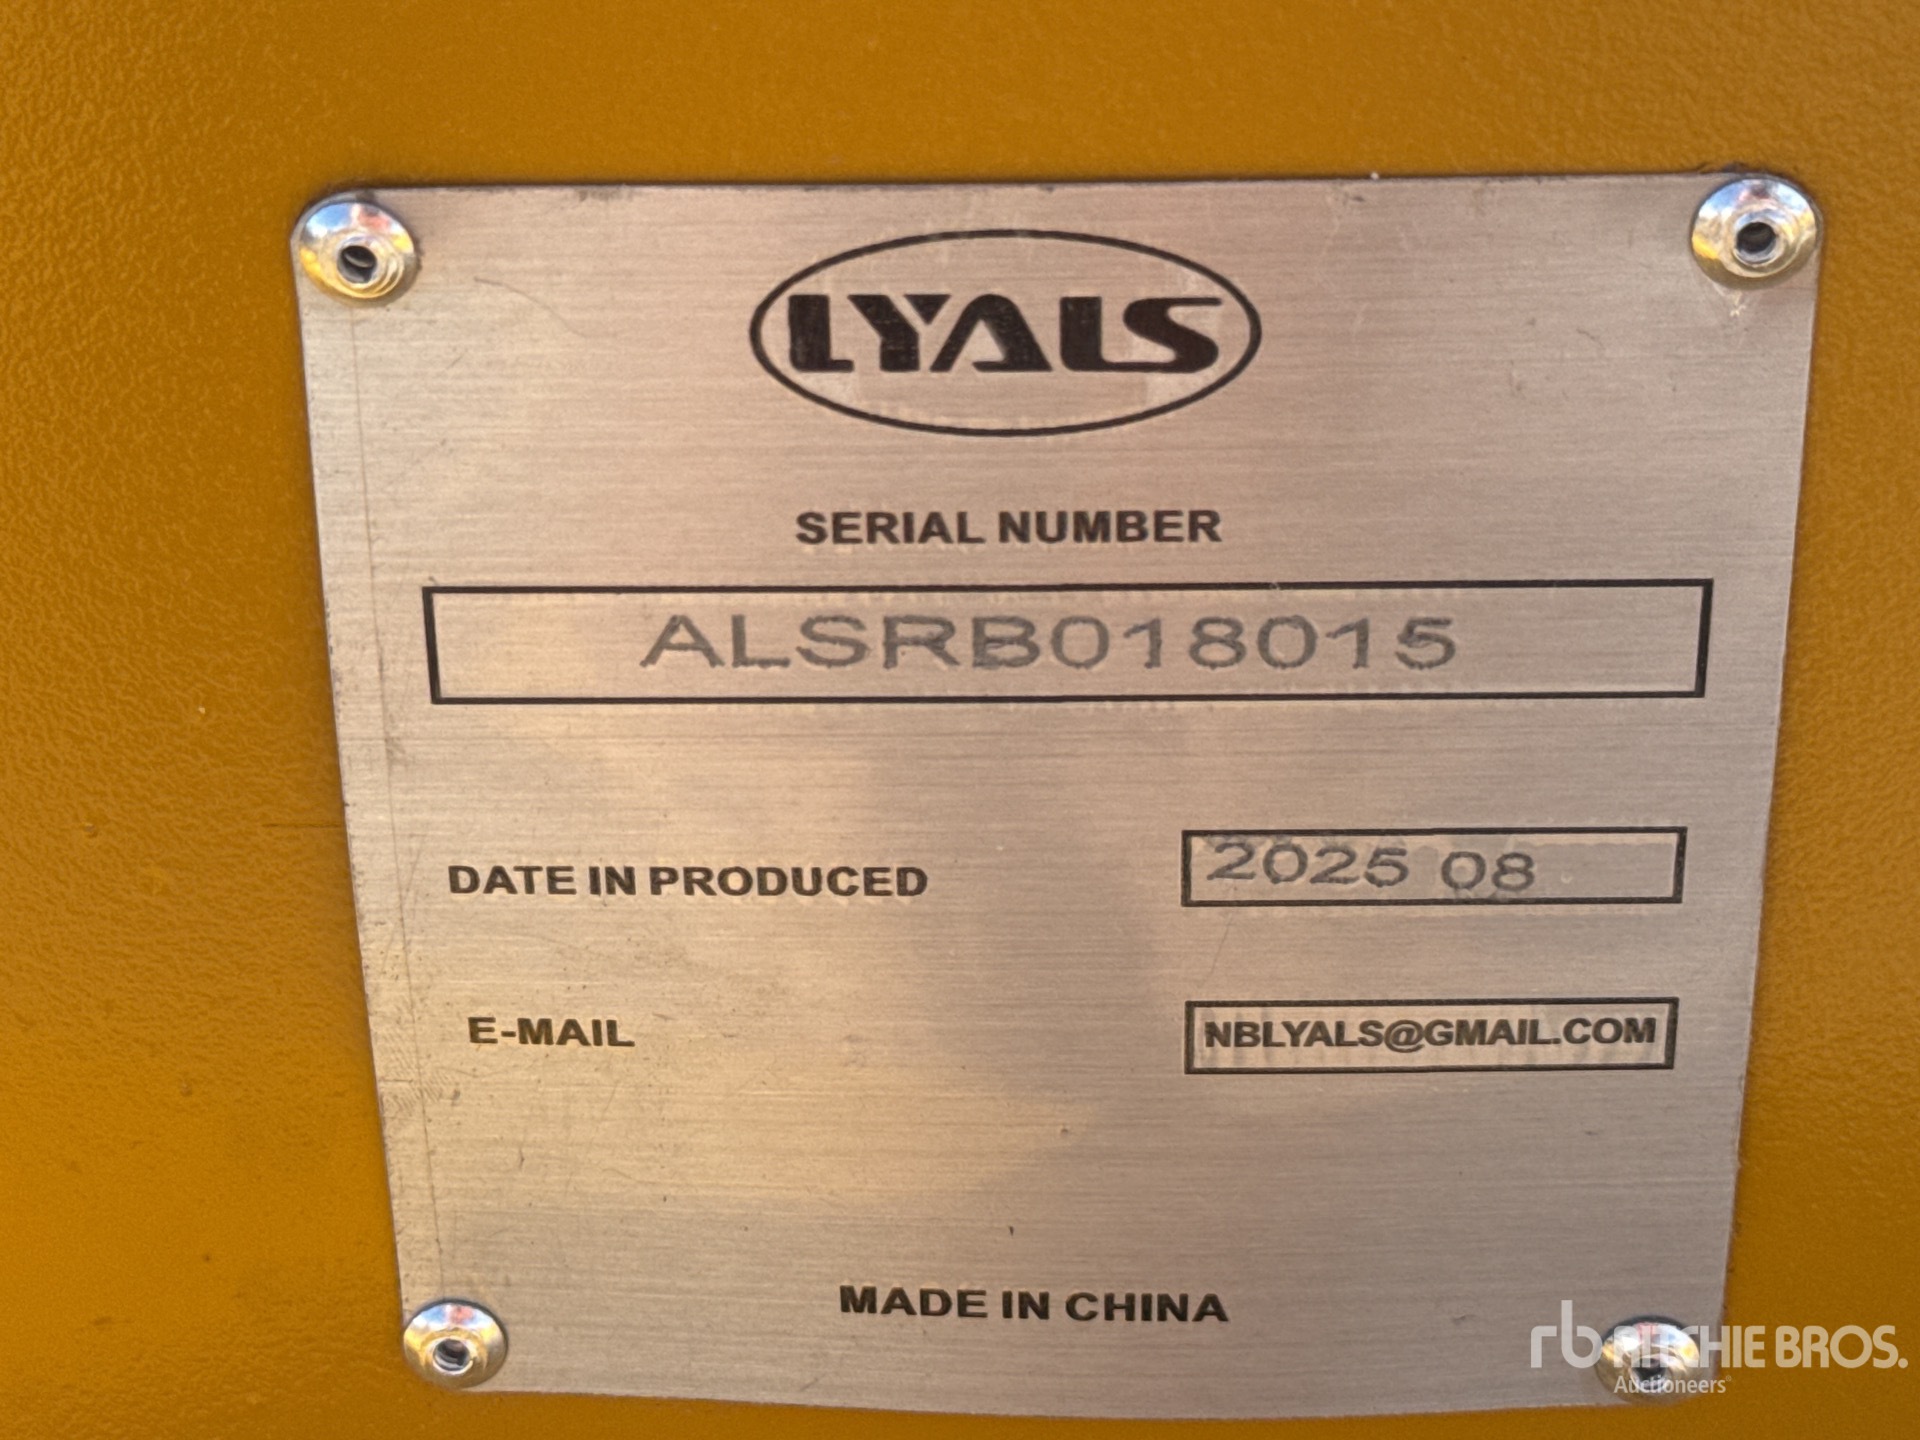 LYALS
SERIAL NUMBER
ALSRB018015
DATE IN PRODUCED 2025 08
E-MAIL NBLYALS@GMAIL.COM
MADE IN CHINA
rb RITCHIE BROS.
Auctioneers